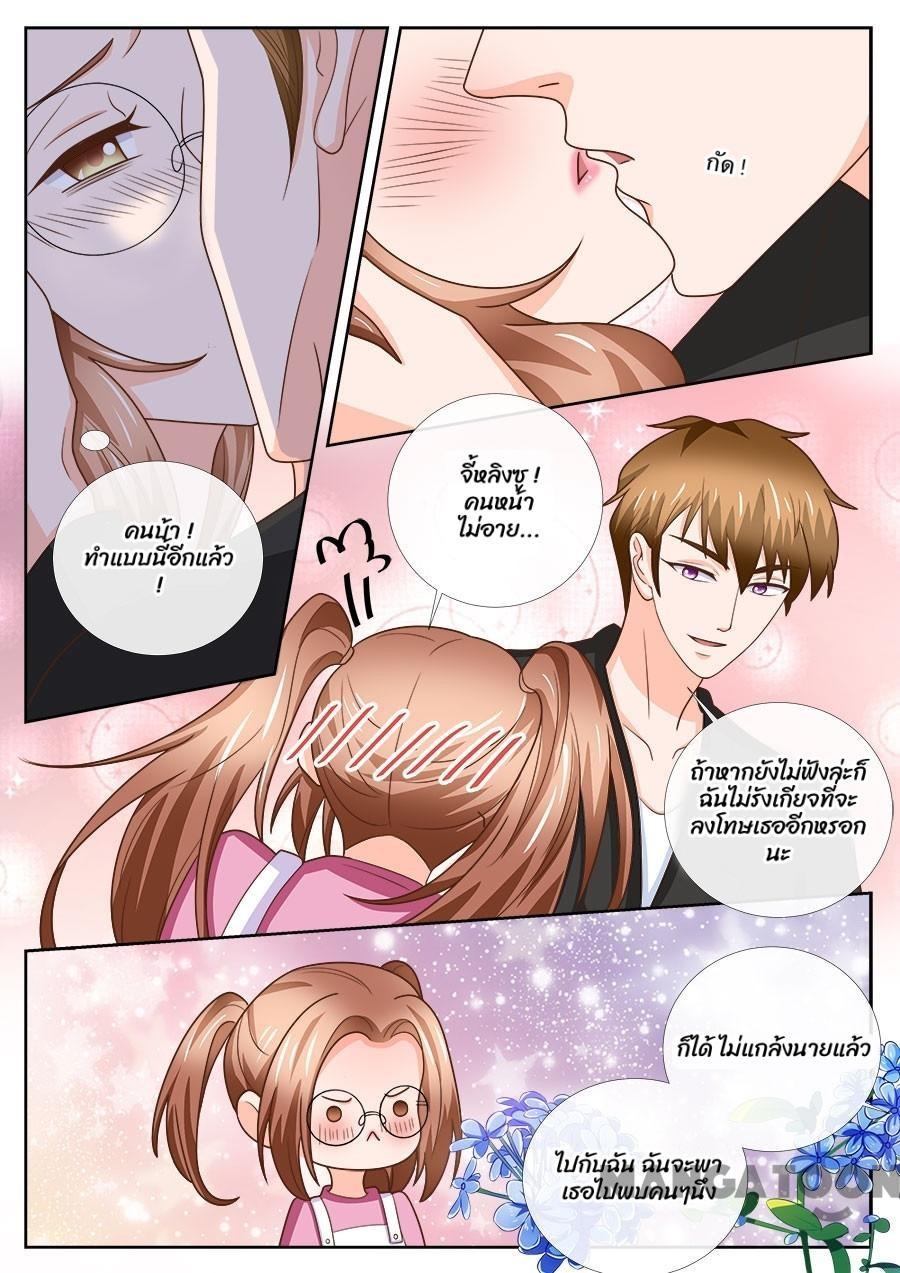 กัด !
คนน้า !
ทำแบบนี้อีกแล้ว
!
จี้หลิงซู !
คนหน้า
ไม่อาย...
ถ้าหากยังไม่ฟังล่ะก็
ฉันไม่รังเกียจที่จะ
ลงโทษเธออีกหรอก
นะ
ก็ได้ ไม่แกล้งนายแล้ว
ไปกับฉัน ฉันจะพา
เธอไปพบคนๆนึง
MANGATOON